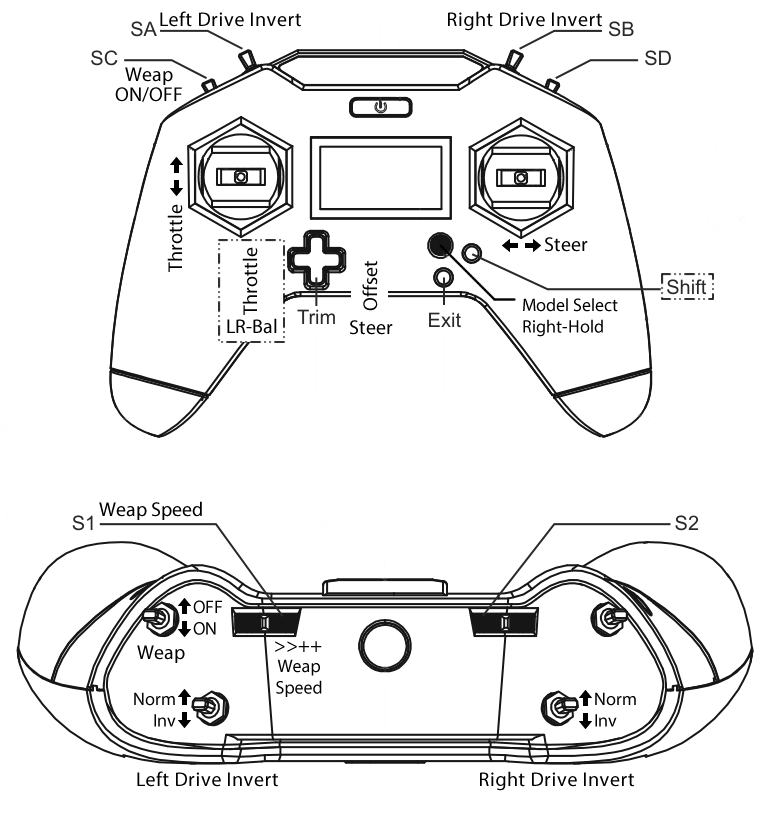 SA Left Drive Invert
Right Drive Invert SB
SC
SD
Weap
ON/OFF
Throttle
Steer
Throttle
LR-Bal
Trim
Offset
Steer
Exit
Model Select
Right-Hold
Shift
S1 Weap Speed
S2
OFF
ON
Weap
>>++
Weap
Speed
Norm
Inv
Norm
Inv
Left Drive Invert
Right Drive Invert